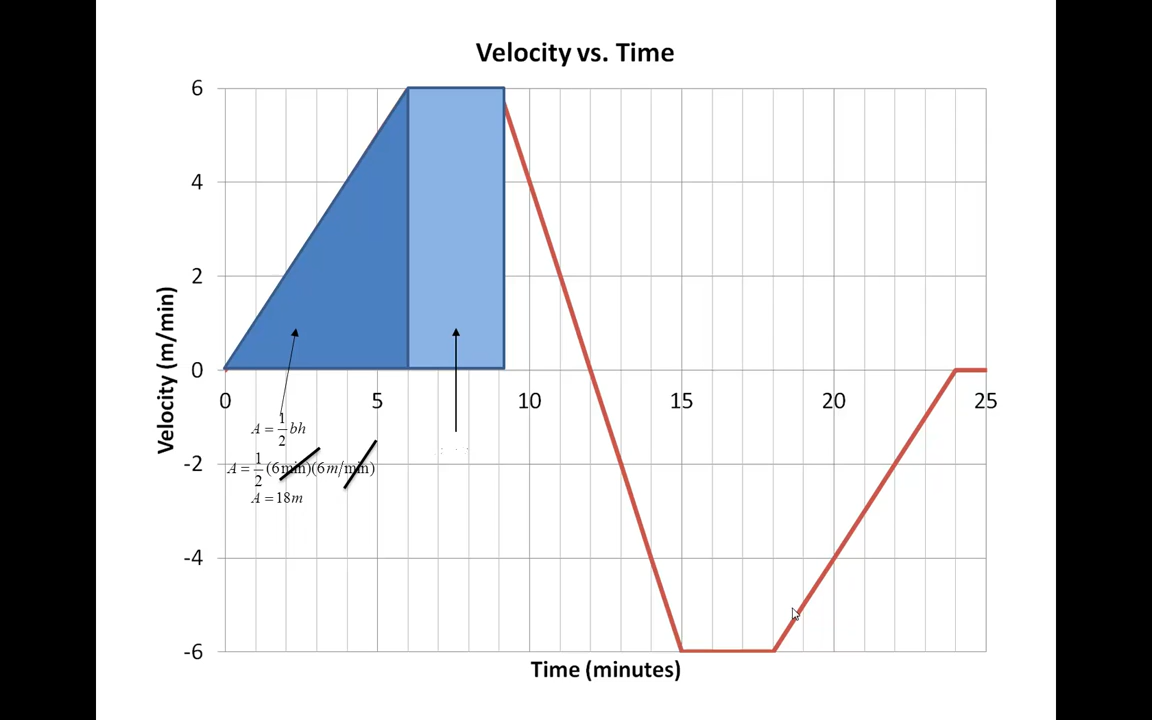 Velocity vs. Time
6
4
2
0
-2
-4
-6
Velocity (m/min)
0 5 10 15 20 25
A = 1/2 bh
A = 1/2 (6min)(6m/min)
A = 18m
Time (minutes)